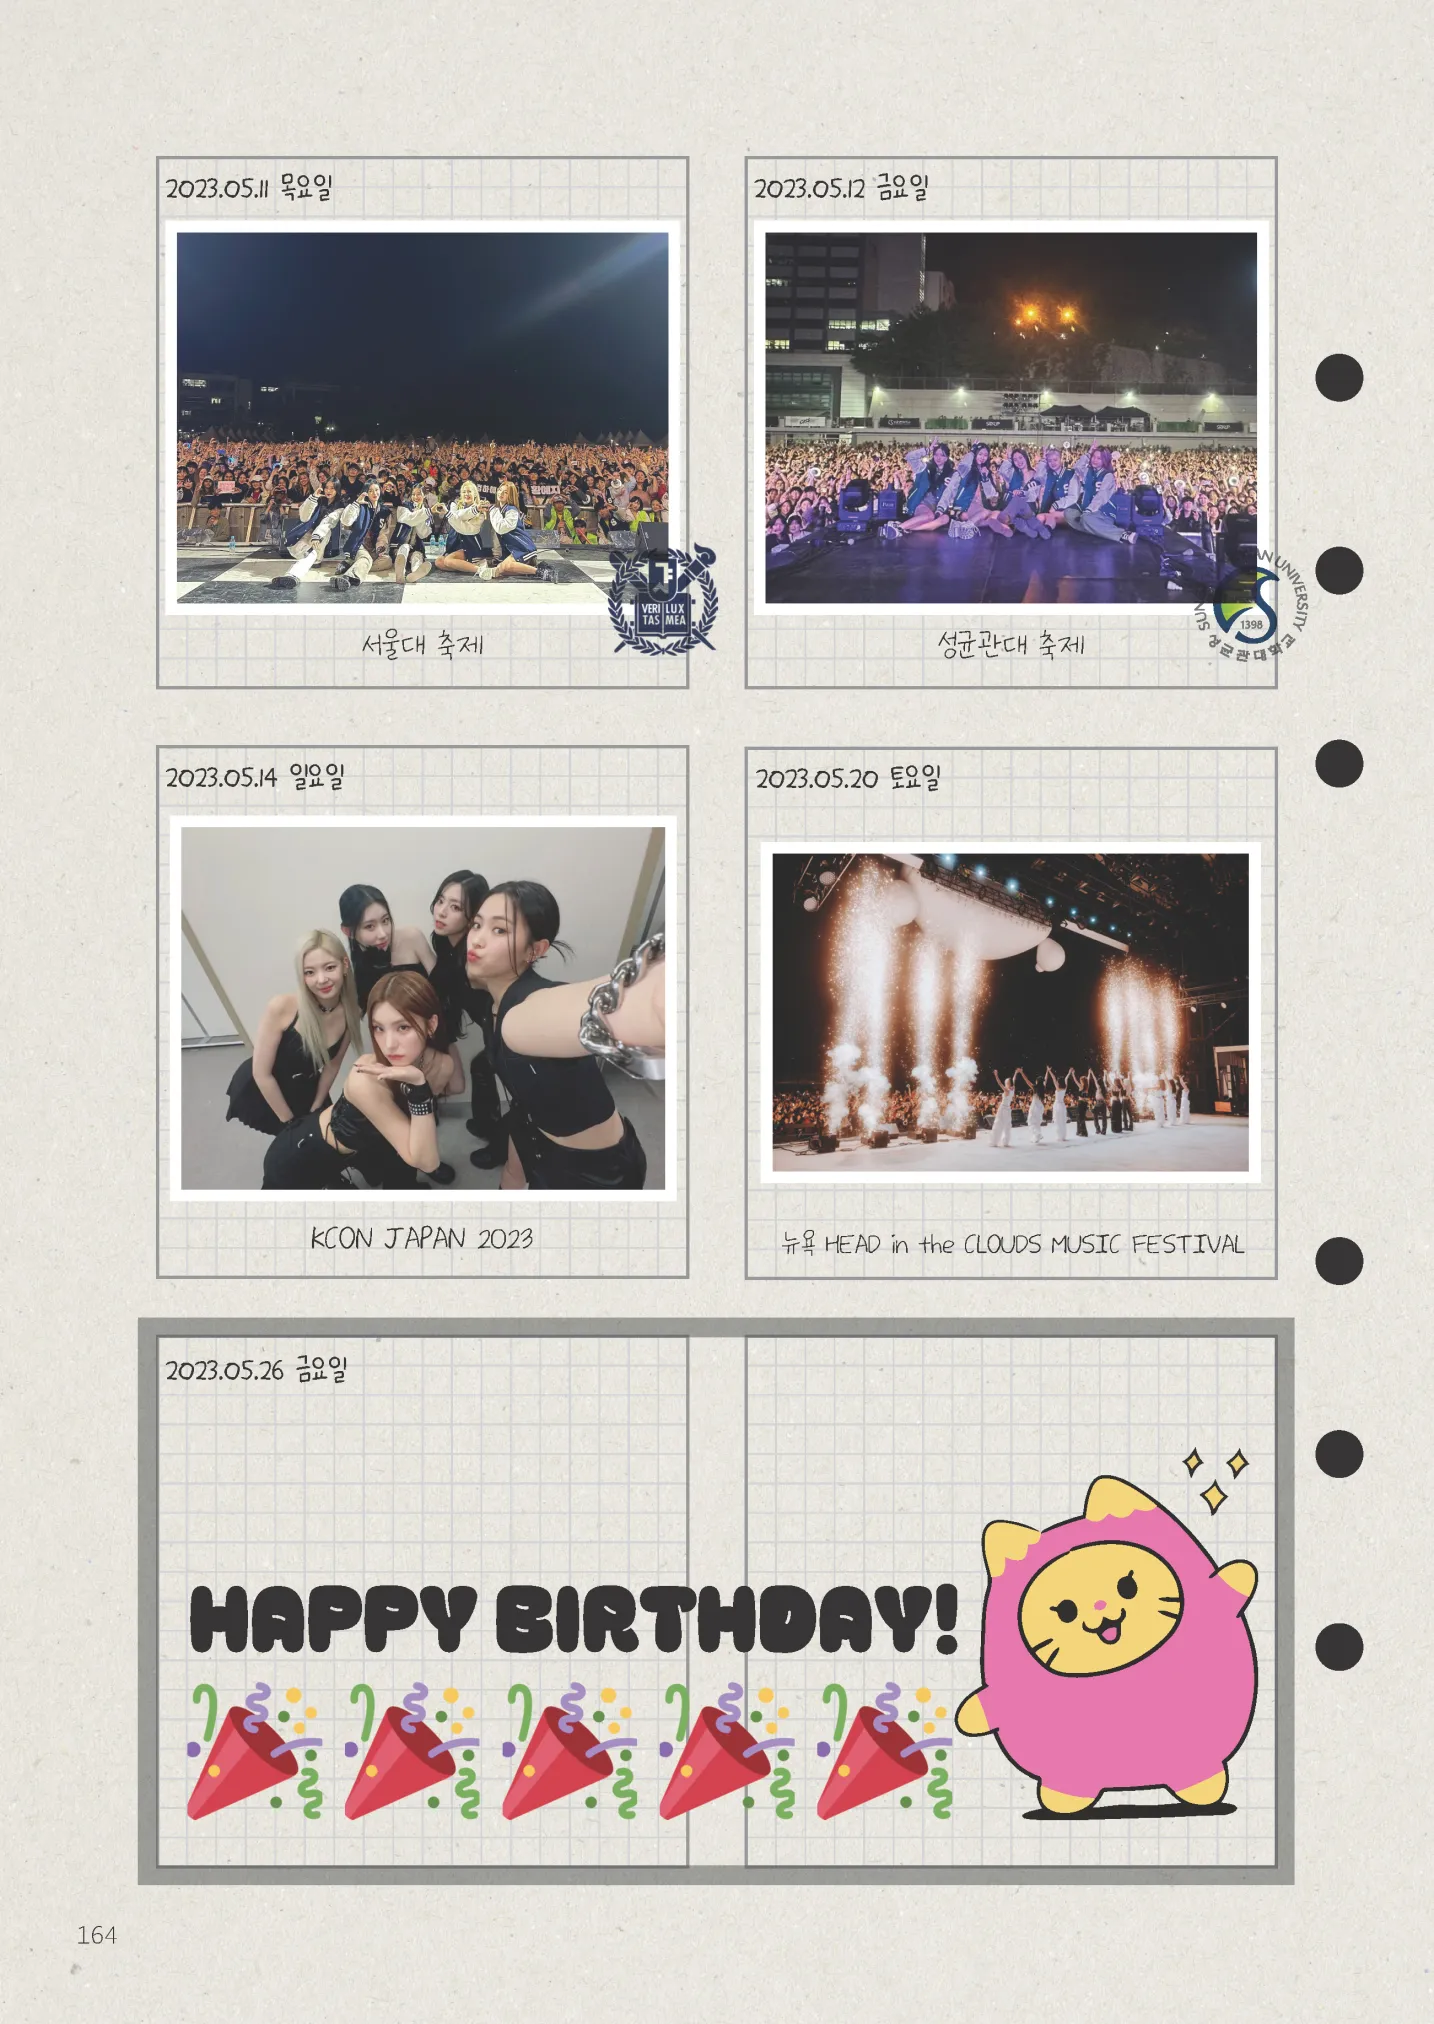 2023.05.11 목요일
황예지
VERI LUX
TAS MEA
서울대 축제
2023.05.12 금요일
UNIVERSITY
1398
성균관대학교
성균관대 축제
2023.05.14 일요일
KCON JAPAN 2023
2023.05.20 토요일
뉴욕 HEAD in the CLOUDS MUSIC FESTIVAL
2023.05.26 금요일
HAPPY BIRTHDAY!
164